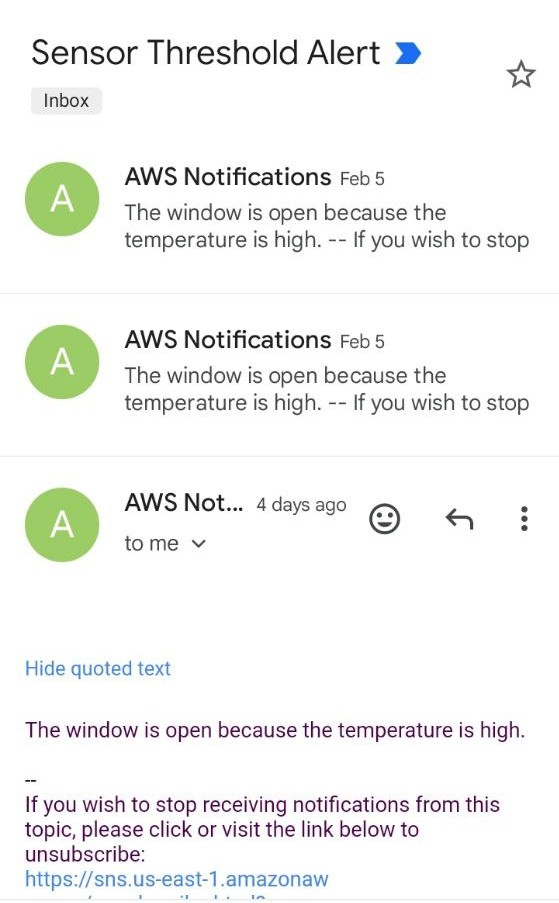 Sensor Threshold Alert
Inbox
A
AWS Notifications Feb 5
The window is open because the
temperature is high. -- If you wish to stop
A
AWS Notifications Feb 5
The window is open because the
temperature is high. -- If you wish to stop
A
AWS Not... 4 days ago
to me
Hide quoted text
The window is open because the temperature is high.
--
If you wish to stop receiving notifications from this
topic, please click or visit the link below to
unsubscribe:
https://sns.us-east-1.amazonaw